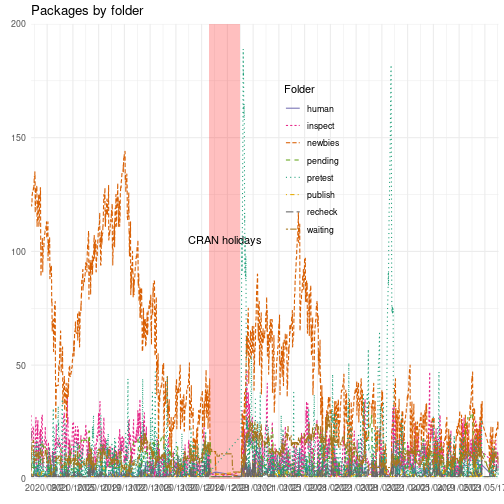 Packages by folder
200
150
100
50
0
Folder
human
inspect
newbies
pending
pretest
publish
recheck
waiting
CRAN holidays